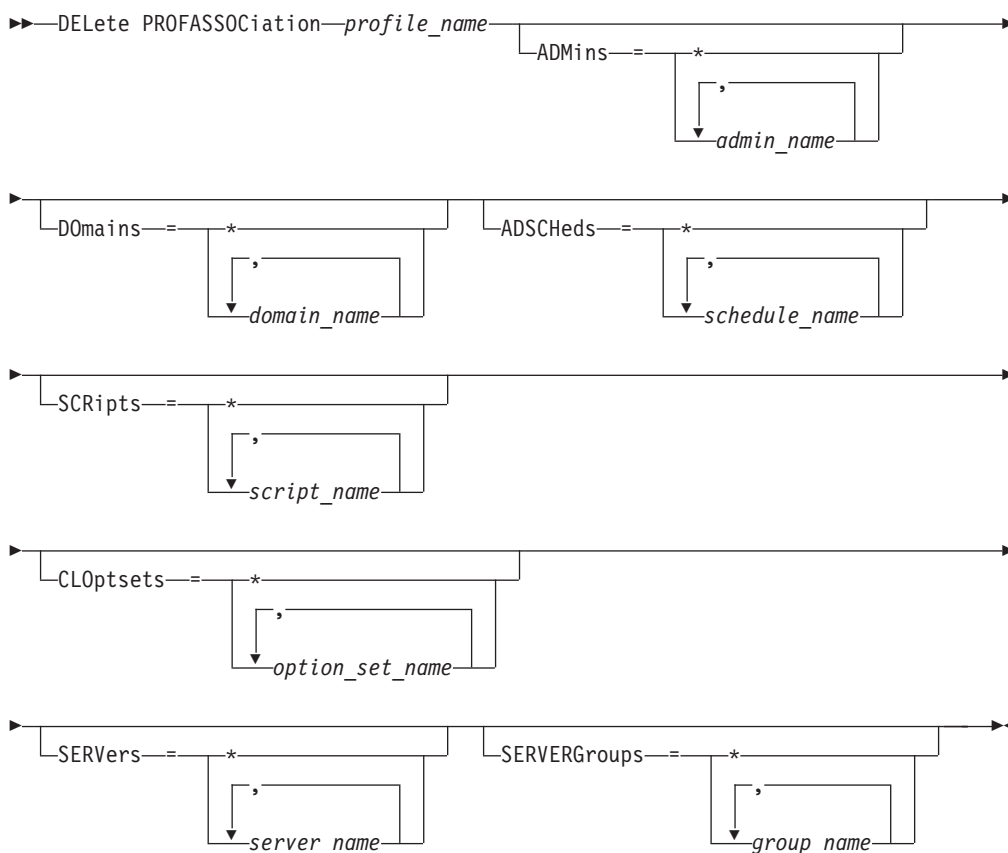 DELete PROFASSOCiation profile_name
ADMins = *
,
admin_name
DOmains = * ADSCHeds = *
, ,
domain_name schedule_name
SCRipts = *
,
script_name
CLOptsets = *
,
option_set_name
SERVers = * SERVERGroups = *
, ,
server_name group_name